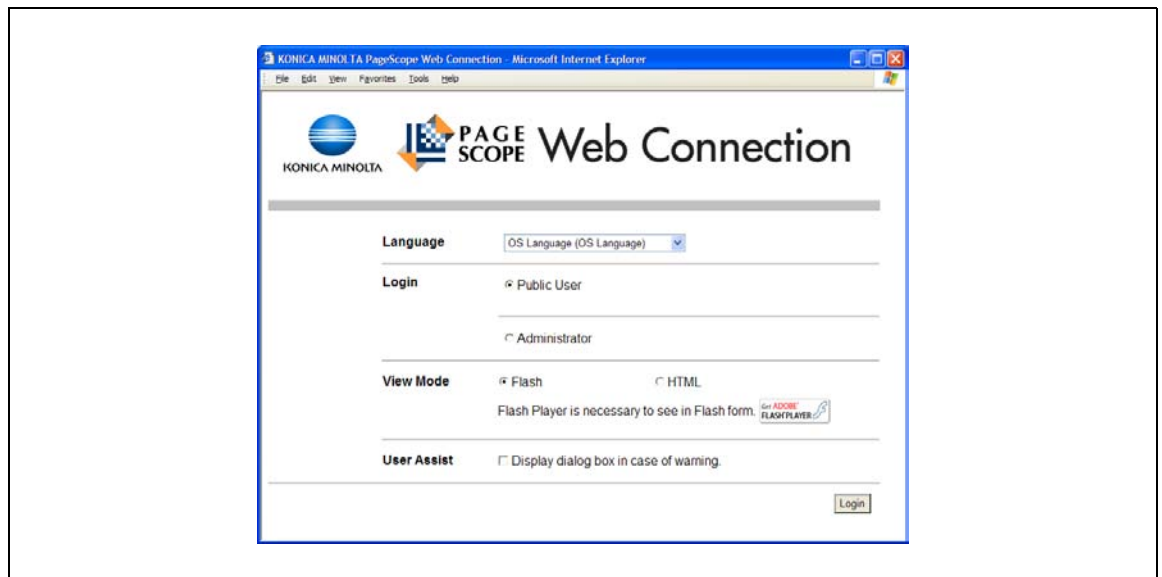 KONICA MINOLTA PageScope Web Connection - Microsoft Internet Explorer
File Edit View Favorites Tools Help
KONICA MINOLTA
PAGE SCOPE Web Connection
Language OS Language (OS Language)
Login Public User
Administrator
View Mode Flash HTML
Flash Player is necessary to see in Flash form. Get ADOBE FLASH PLAYER
User Assist Display dialog box in case of warning.
Login